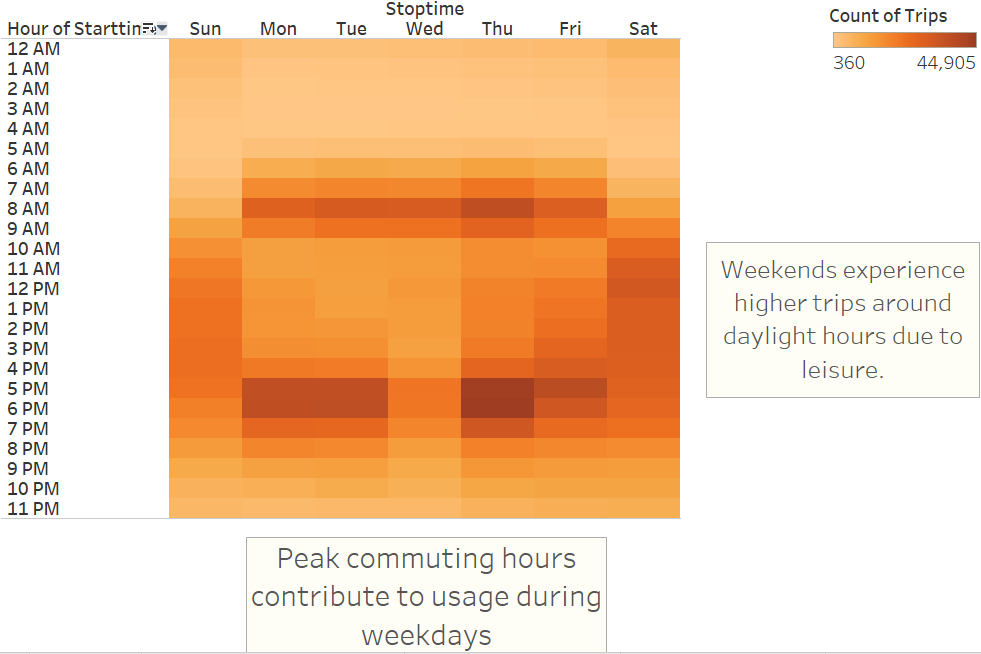 Stoptime
Hour of Starttin Sun Mon Tue Wed Thu Fri Sat
12 AM
1 AM
2 AM
3 AM
4 AM
5 AM
6 AM
7 AM
8 AM
9 AM
10 AM
11 AM
12 PM
1 PM
2 PM
3 PM
4 PM
5 PM
6 PM
7 PM
8 PM
9 PM
10 PM
11 PM
Count of Trips
360 44,905
Weekends experience
higher trips around
daylight hours due to
leisure.
Peak commuting hours
contribute to usage during
weekdays